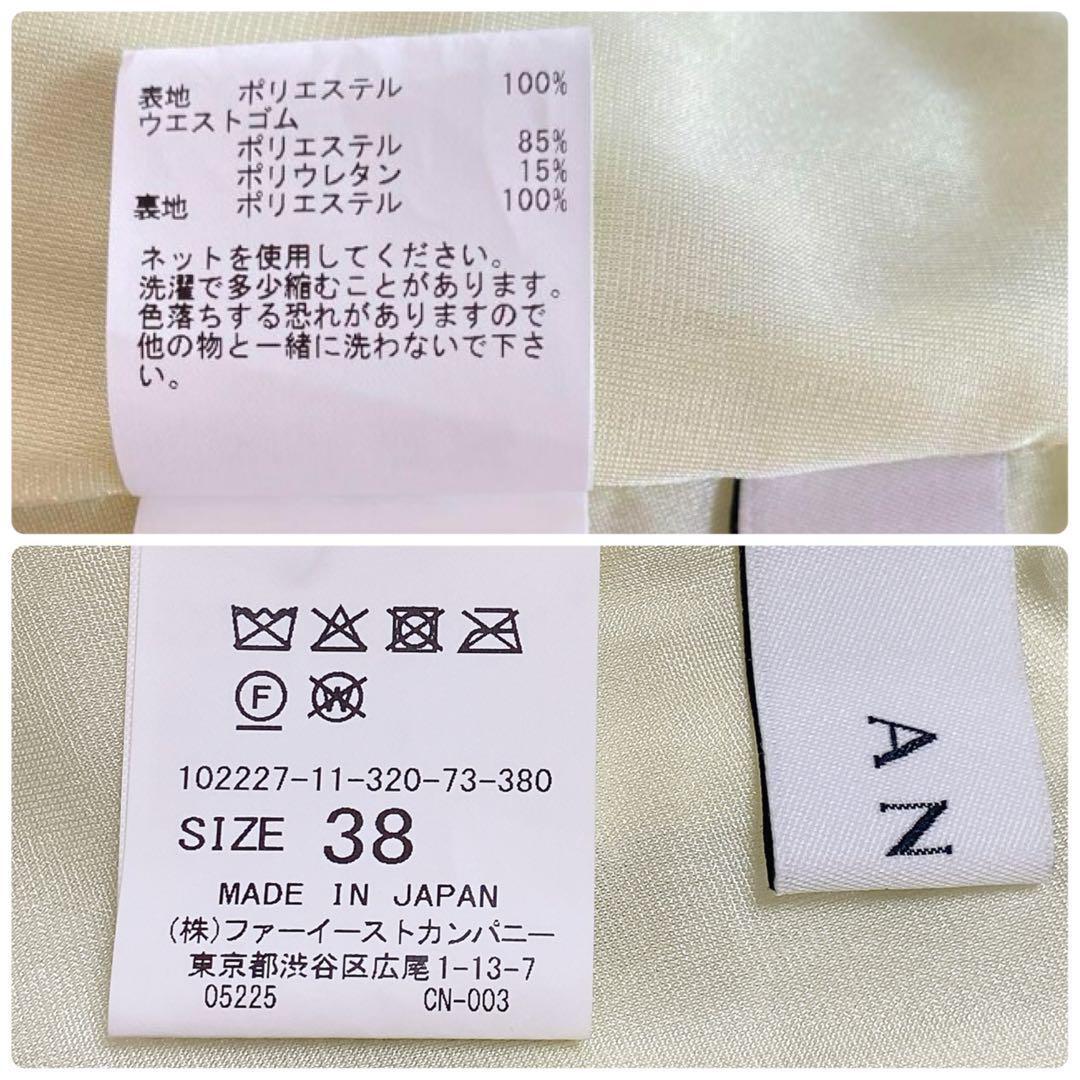 表地 ポリエステル 100%
ウエストゴム
ポリエステル 85%
ポリウレタン 15%
裏地 ポリエステル 100%
ネットを使用してください。
洗濯で多少縮むことがあります。
色落ちする恐れがありますので
他の物と一緒に洗わないで下さ
い。
F W
102227-11-320-73-380
SIZE 38
MADE IN JAPAN
(株)ファーイーストカンパニー
東京都渋谷区広尾1-13-7
05225 CN-003
AN